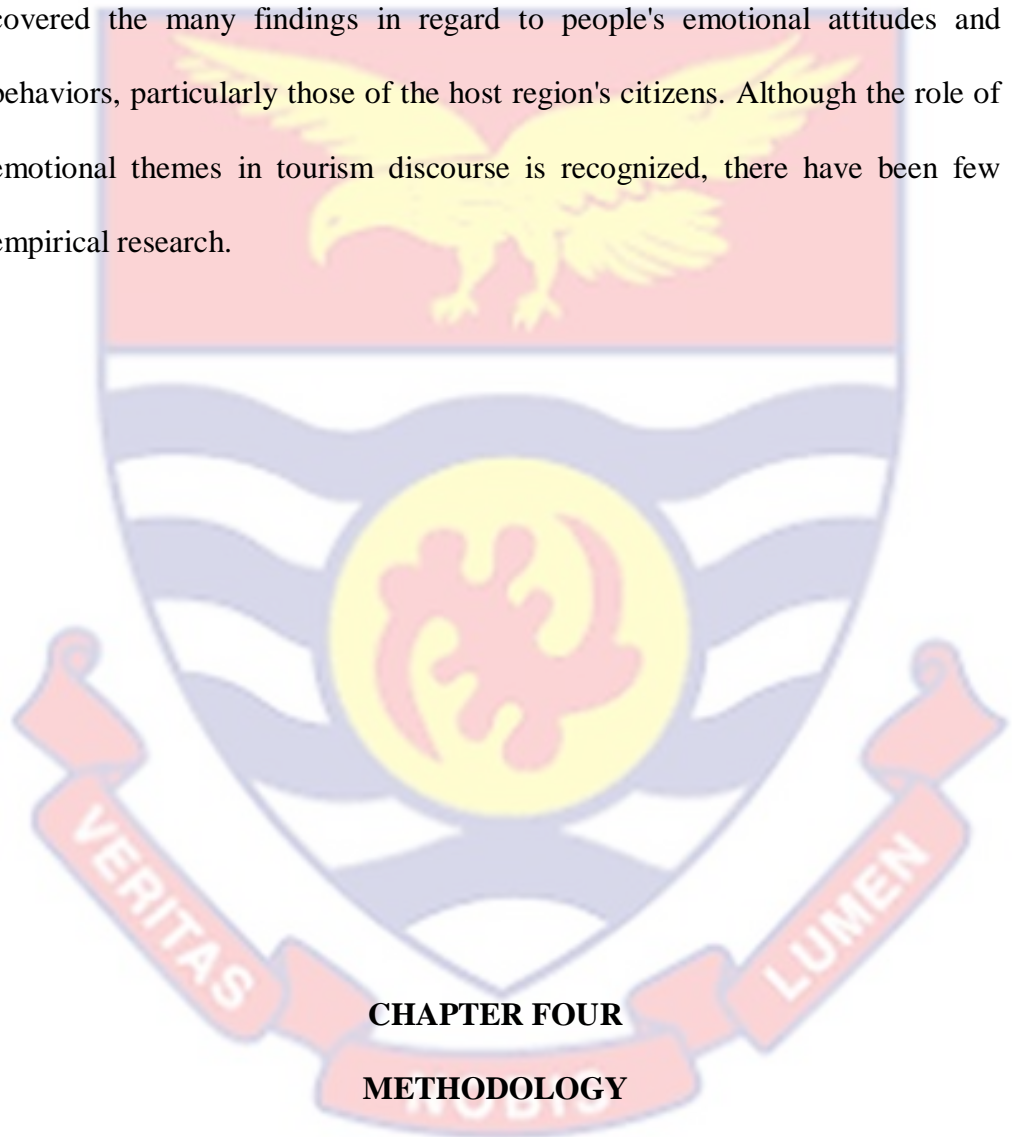 covered the many findings in regard to people's emotional attitudes and
behaviors, particularly those of the host region's citizens. Although the role of
emotional themes in tourism discourse is recognized, there have been few
empirical research.
VERITAS
NOBIS
LUMEN
CHAPTER FOUR
METHODOLOGY